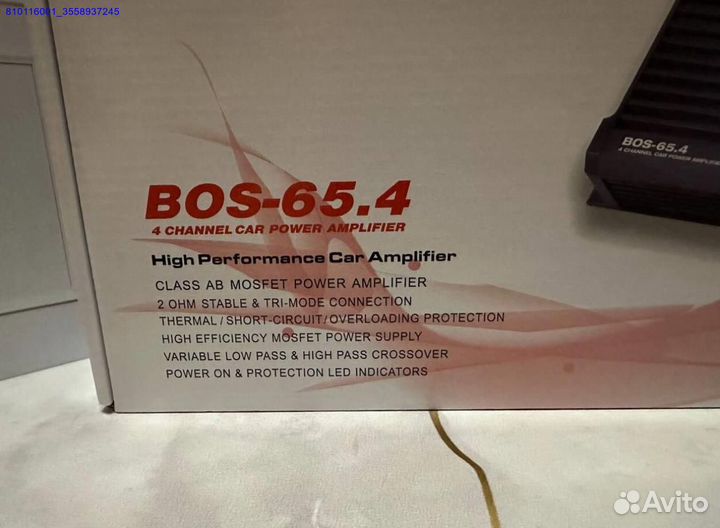 810116001_3558937245
BOS-65.4
4 CHANNEL CAR POWER AMPLIFIER
BOS-65.4
4 CHANNEL CAR POWER AMPLIFIER
High Performance Car Amplifier
CLASS AB MOSFET POWER AMPLIFIER
2 OHM STABLE & TRI-MODE CONNECTION
THERMAL / SHORT-CIRCUIT / OVERLOADING PROTECTION
HIGH EFFICIENCY MOSFET POWER SUPPLY
VARIABLE LOW PASS & HIGH PASS CROSSOVER
POWER ON & PROTECTION LED INDICATORS
Avito